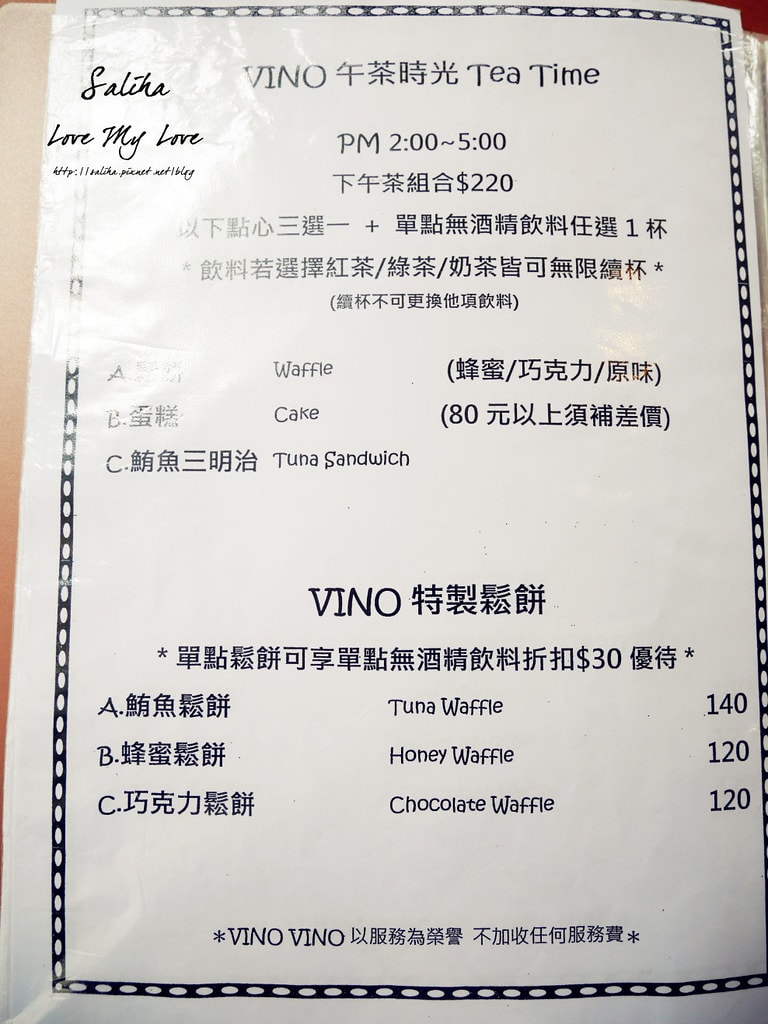 Saliha
Love My Love
http://saliha.pixnet.net/blog
VINO 午茶時光 Tea Time
PM 2:00~5:00
下午茶組合$220
以下點心三選一 + 單點無酒精飲料任選 1 杯
* 飲料若選擇紅茶/綠茶/奶茶皆可無限續杯 *
(續杯不可更換他項飲料)
A.鬆餅 Waffle (蜂蜜/巧克力/原味)
B.蛋糕 Cake (80 元以上須補差價)
C.鮪魚三明治 Tuna Sandwich
VINO 特製鬆餅
* 單點鬆餅可享單點無酒精飲料折扣$30 優待 *
A.鮪魚鬆餅 Tuna Waffle 140
B.蜂蜜鬆餅 Honey Waffle 120
C.巧克力鬆餅 Chocolate Waffle 120
*VINO VINO 以服務為榮譽 不加收任何服務費*